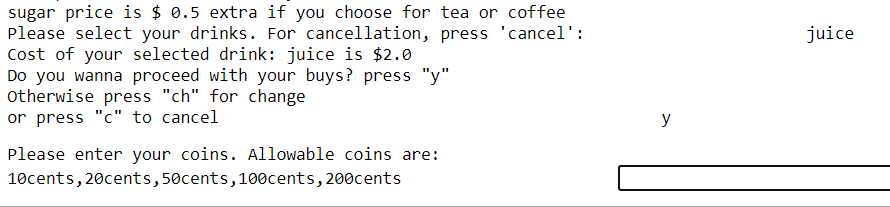 sugar price is $ 0.5 extra if you choose for tea or coffee
Please select your drinks. For cancellation, press 'cancel': juice
Cost of your selected drink: juice is $2.0
Do you wanna proceed with your buys? press "y"
Otherwise press "ch" for change
or press "c" to cancel y
Please enter your coins. Allowable coins are:
10cents,20cents,50cents,100cents,200cents